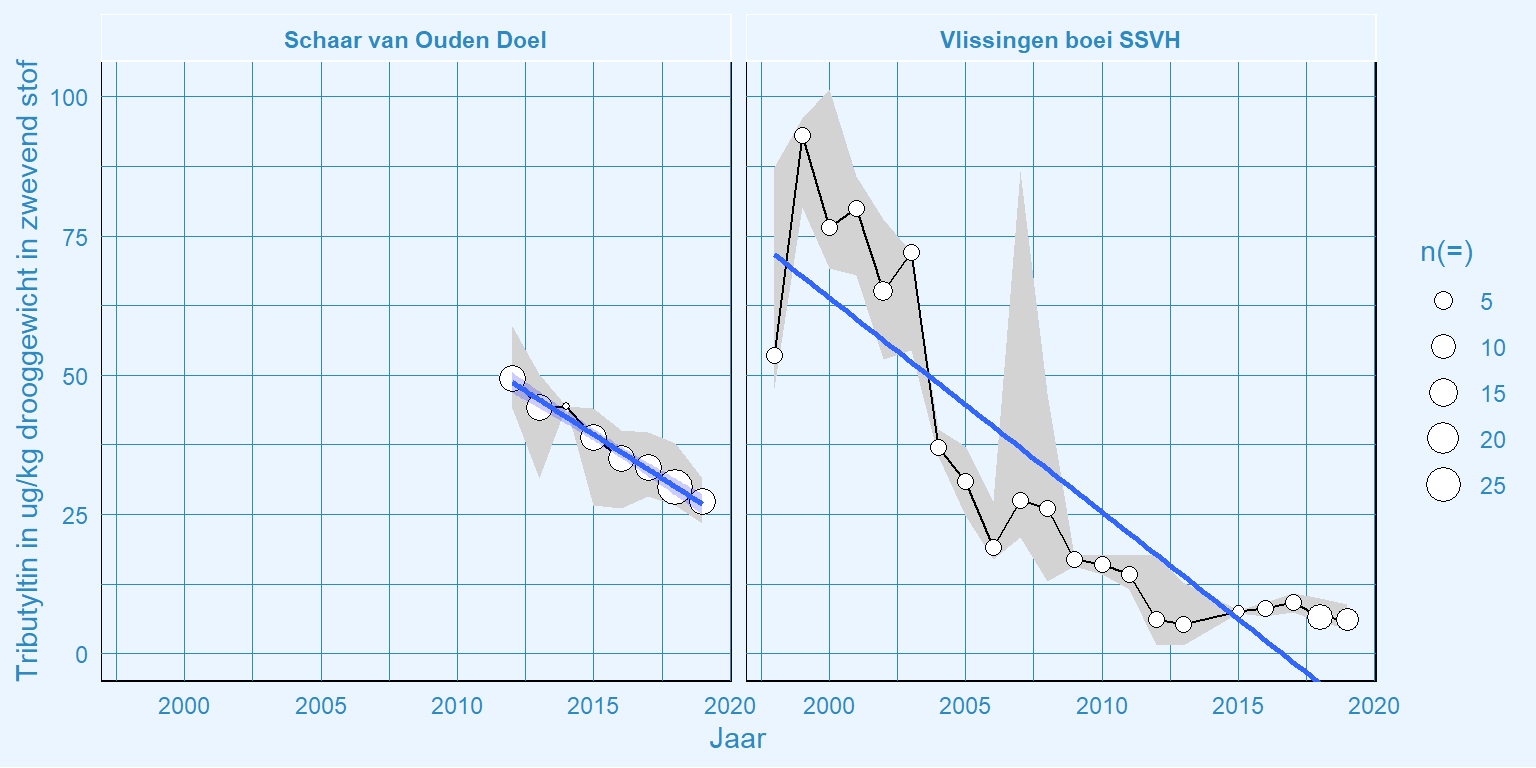 Schaar van Ouden Doel
Vlissingen boei SSVH
Tributyltin in ug/kg drooggewicht in zwevend stof
100
75
50
25
0
2000 2005 2010 2015 2020
2000 2005 2010 2015 2020
Jaar
n(=)
5
10
15
20
25